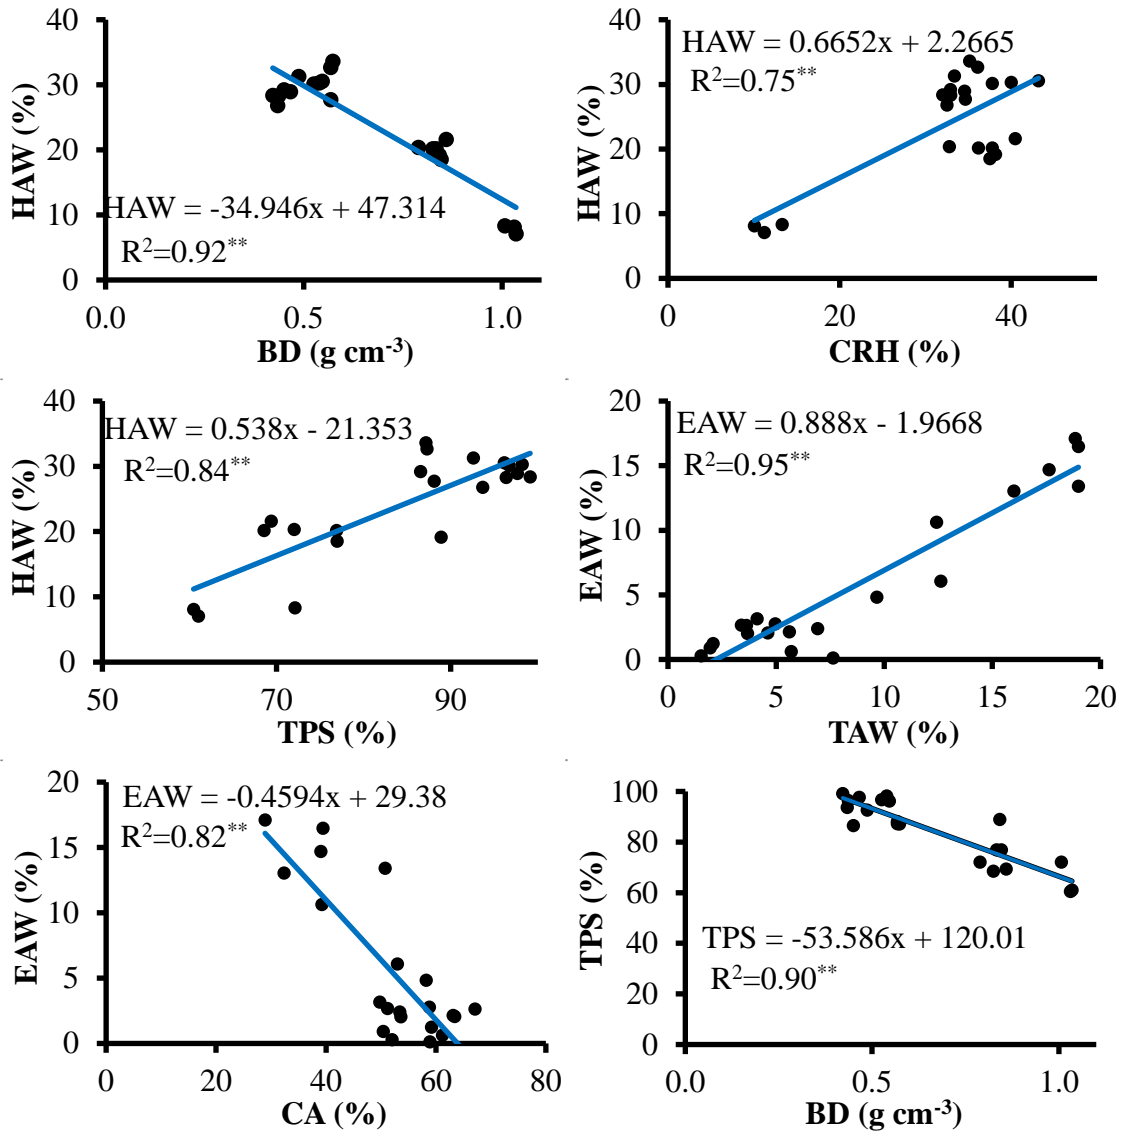 40
30
20
10
0
HAW (%)
HAW = -34.946x + 47.314
R²=0.92**
0.0 0.5 1.0
BD (g cm⁻³)
40
30
20
10
0
HAW (%)
HAW = 0.6652x + 2.2665
R²=0.75**
0 20 40
CRH (%)
40
30
20
10
0
HAW (%)
HAW = 0.538x - 21.353
R²=0.84**
50 70 90
TPS (%)
20
15
10
5
0
EAW (%)
EAW = 0.888x - 1.9668
R²=0.95**
0 5 10 15 20
TAW (%)
20
15
10
5
0
EAW (%)
EAW = -0.4594x + 29.38
R²=0.82**
0 20 40 60 80
CA (%)
100
80
60
40
20
0
TPS (%)
TPS = -53.586x + 120.01
R²=0.90**
0.0 0.5 1.0
BD (g cm⁻³)